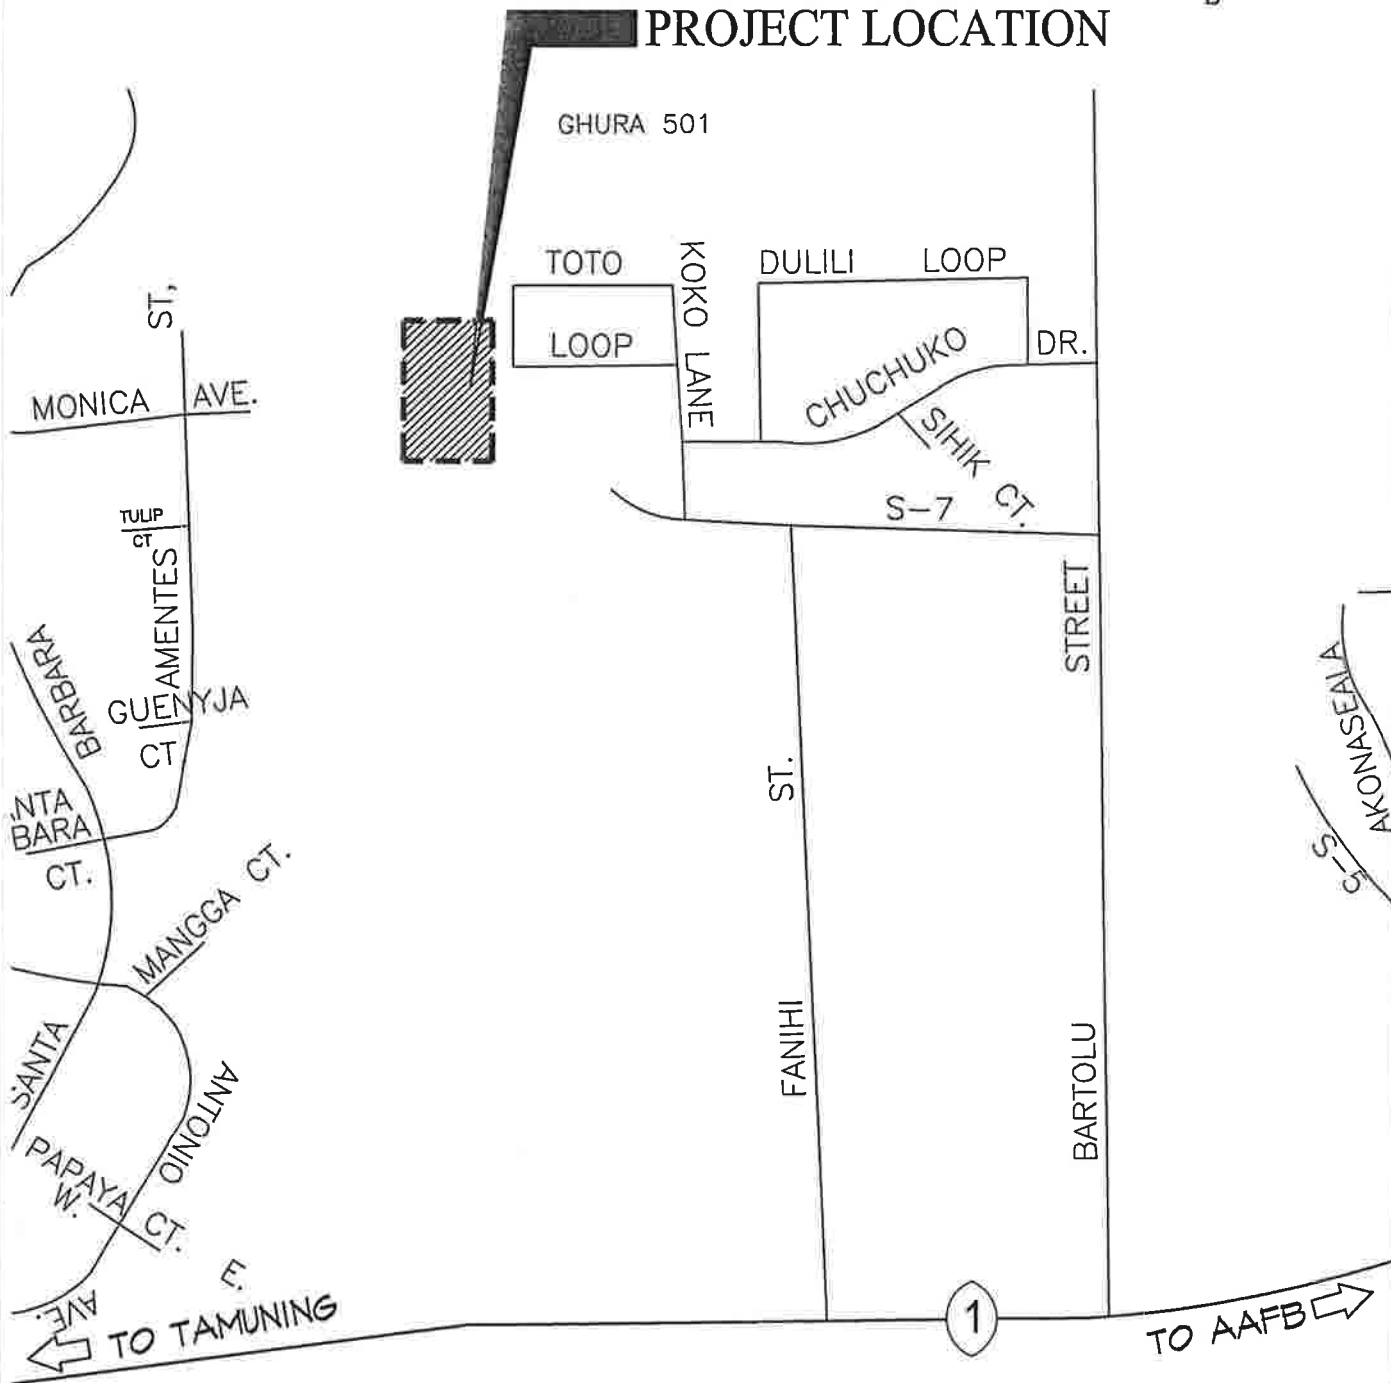 PROJECT LOCATION
GHURA 501
TOTO
LOOP
KOKO LANE
DULILI LOOP
CHUCHUKO DR.
SIHIK CT.
S-7
ST,
MONICA AVE.
TULIP
CT
AMENTES
GUENYJA
CT
BARBARA
NTA
BARA
CT.
MANGGA CT.
SANTA
ANTONIO
PAPAYA
W.
CT.
E.
AVE.
ST.
FANIHI
STREET
BARTOLU
AKONASEALA
S-5
TO TAMUNING
1
TO AAFB